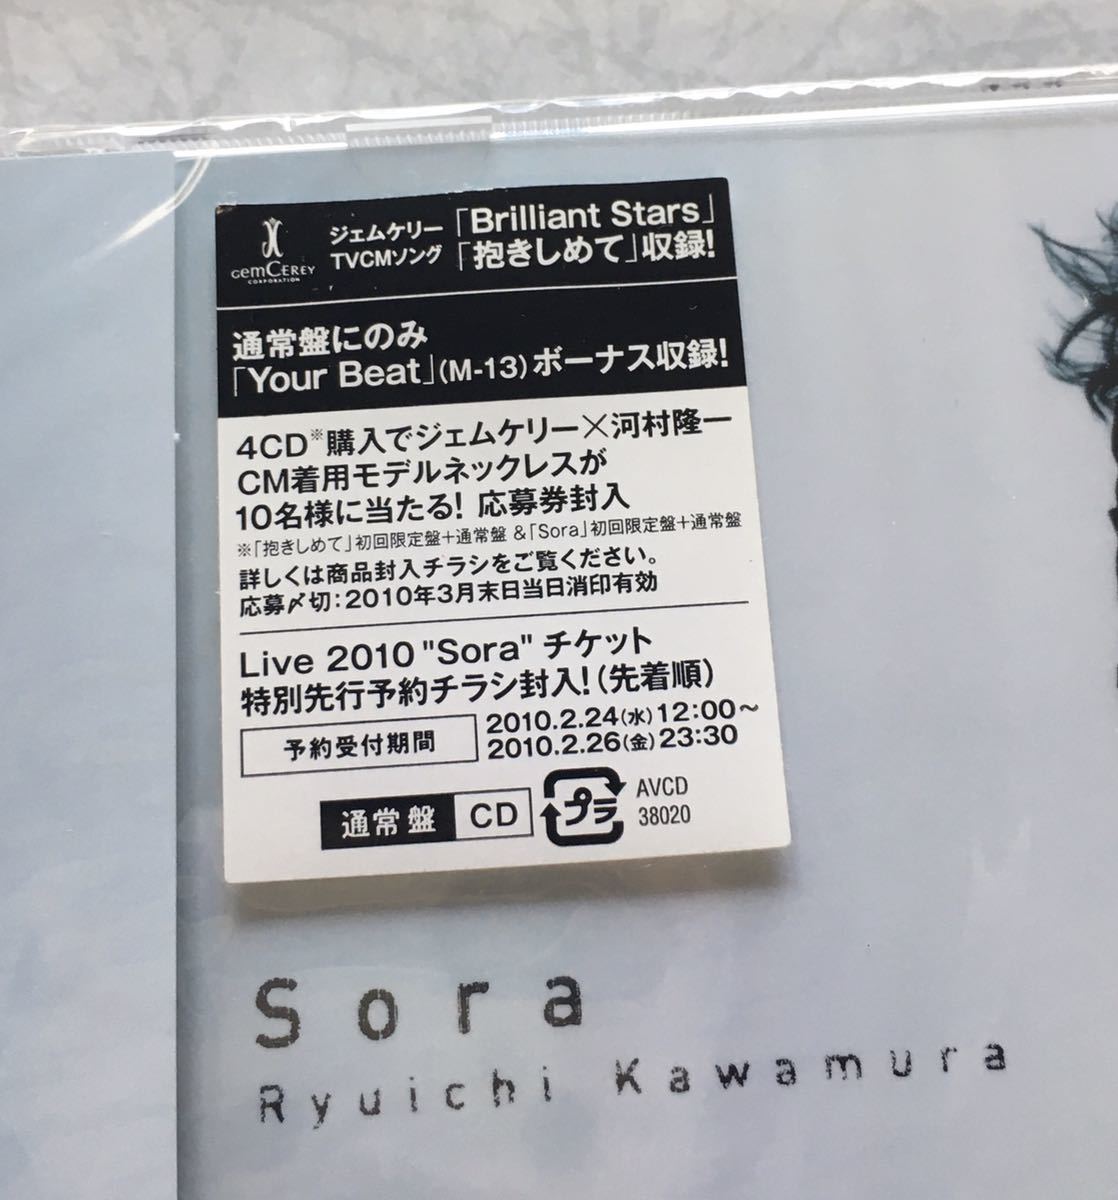 gemCEREY
CORPORATION
ジェムケリー
TVCMソング
「Brilliant Stars」
「抱きしめて」収録!
通常盤にのみ
「Your Beat」(M-13)ボーナス収録!
4CD※購入でジェムケリー×河村隆一
CM着用モデルネックレスが
10名様に当たる! 応募券封入
※「抱きしめて」初回限定盤+通常盤 &「Sora」初回限定盤+通常盤
詳しくは商品封入チラシをご覧ください。
応募〆切:2010年3月末日当日消印有効
Live 2010 "Sora" チケット
特別先行予約チラシ封入!(先着順)
予約受付期間
2010.2.24(水)12:00〜
2010.2.26(金)23:30
通常盤 CD
プラ
AVCD
38020
Sora
Ryuichi Kawamura